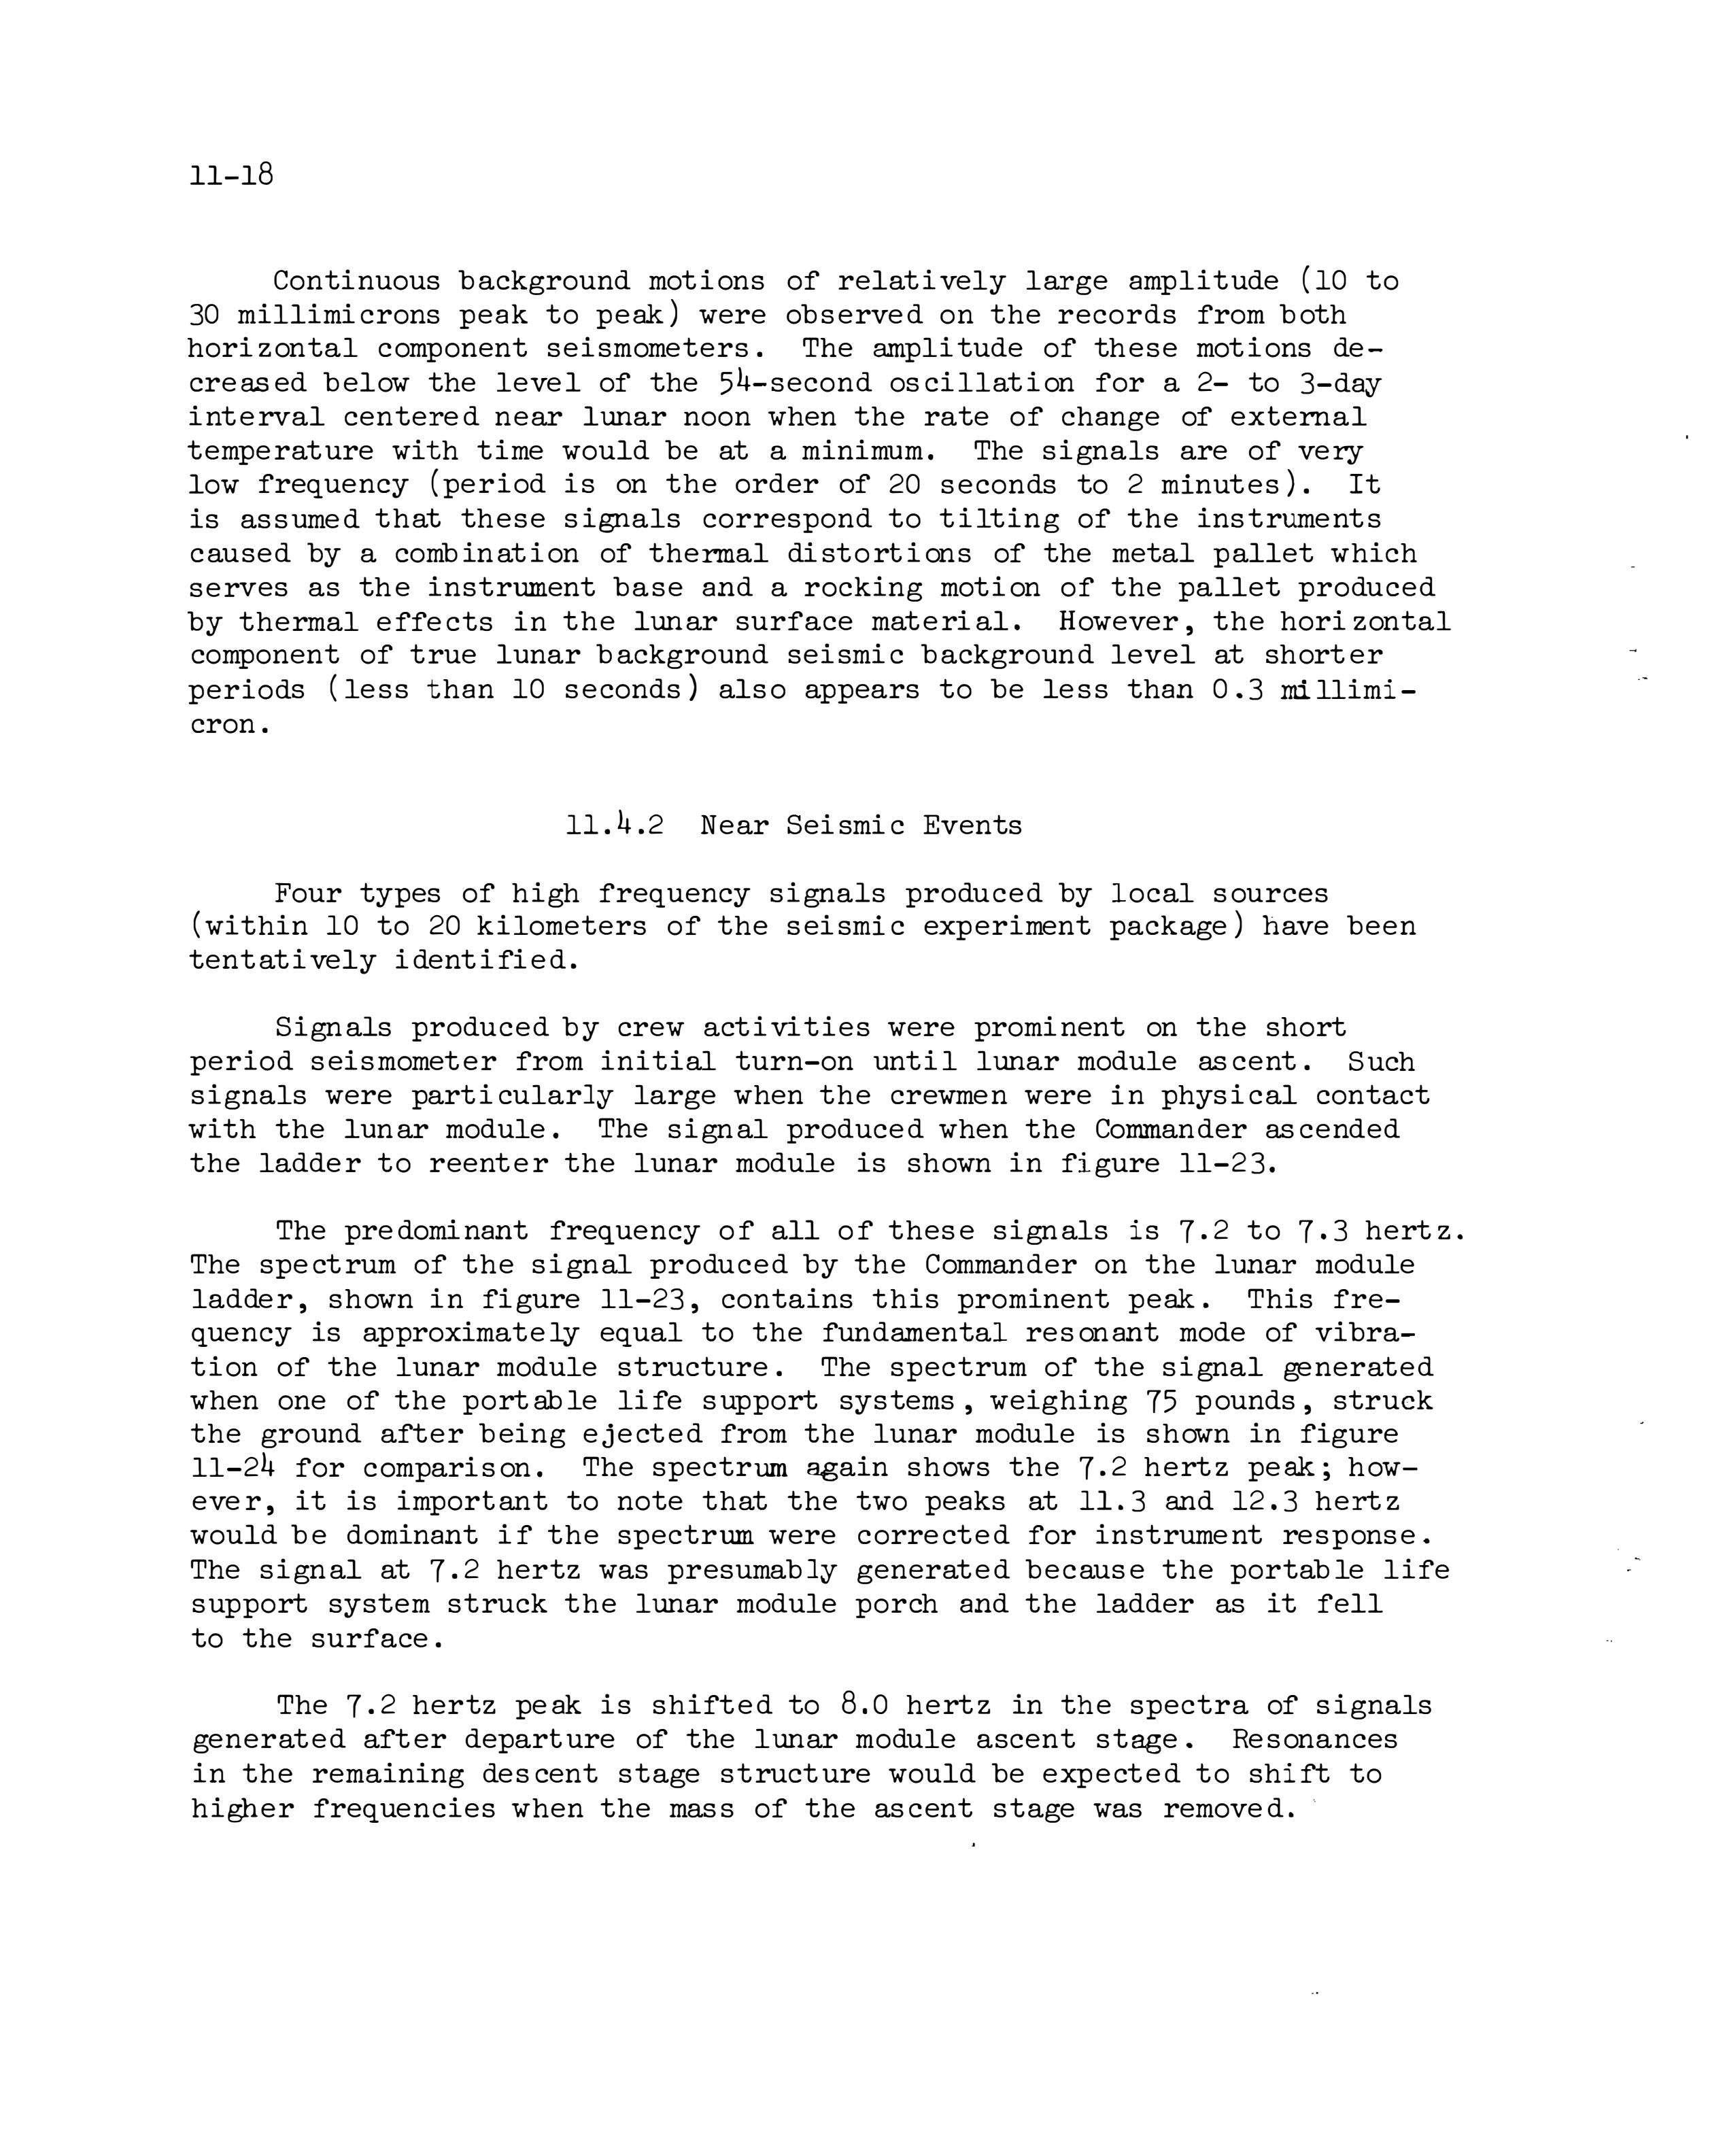 11-18
Continuous background motions of relatively large amplitude (10 to
30 millimicrons peak to peak) were observed on the records from both
horizontal component seismometers. The amplitude of these motions de-
creased below the level of the 54-second oscillation for a 2- to 3-day
interval centered near lunar noon when the rate of change of external
temperature with time would be at a minimum. The signals are of very
low frequency (period is on the order of 20 seconds to 2 minutes). It
is assumed that these signals correspond to tilting of the instruments
caused by a combination of thermal distortions of the metal pallet which
serves as the instrument base and a rocking motion of the pallet produced
by thermal effects in the lunar surface material. However, the horizontal
component of true lunar background seismic background level at shorter
periods (less than 10 seconds) also appears to be less than 0.3 millimi-
cron.
11.4.2 Near Seismic Events
Four types of high frequency signals produced by local sources
(within 10 to 20 kilometers of the seismic experiment package) have been
tentatively identified.
Signals produced by crew activities were prominent on the short
period seismometer from initial turn-on until lunar module ascent. Such
signals were particularly large when the crewmen were in physical contact
with the lunar module. The signal produced when the Commander ascended
the ladder to reenter the lunar module is shown in figure 11-23.
The predominant frequency of all of these signals is 7.2 to 7.3 hertz.
The spectrum of the signal produced by the Commander on the lunar module
ladder, shown in figure 11-23, contains this prominent peak. This fre-
quency is approximately equal to the fundamental resonant mode of vibra-
tion of the lunar module structure. The spectrum of the signal generated
when one of the portable life support systems, weighing 75 pounds, struck
the ground after being ejected from the lunar module is shown in figure
11-24 for comparison. The spectrum again shows the 7.2 hertz peak; how-
ever, it is important to note that the two peaks at 11.3 and 12.3 hertz
would be dominant if the spectrum were corrected for instrument response.
The signal at 7.2 hertz was presumably generated because the portable life
support system struck the lunar module porch and the ladder as it fell
to the surface.
The 7.2 hertz peak is shifted to 8.0 hertz in the spectra of signals
generated after departure of the lunar module ascent stage. Resonances
in the remaining descent stage structure would be expected to shift to
higher frequencies when the mass of the ascent stage was removed.